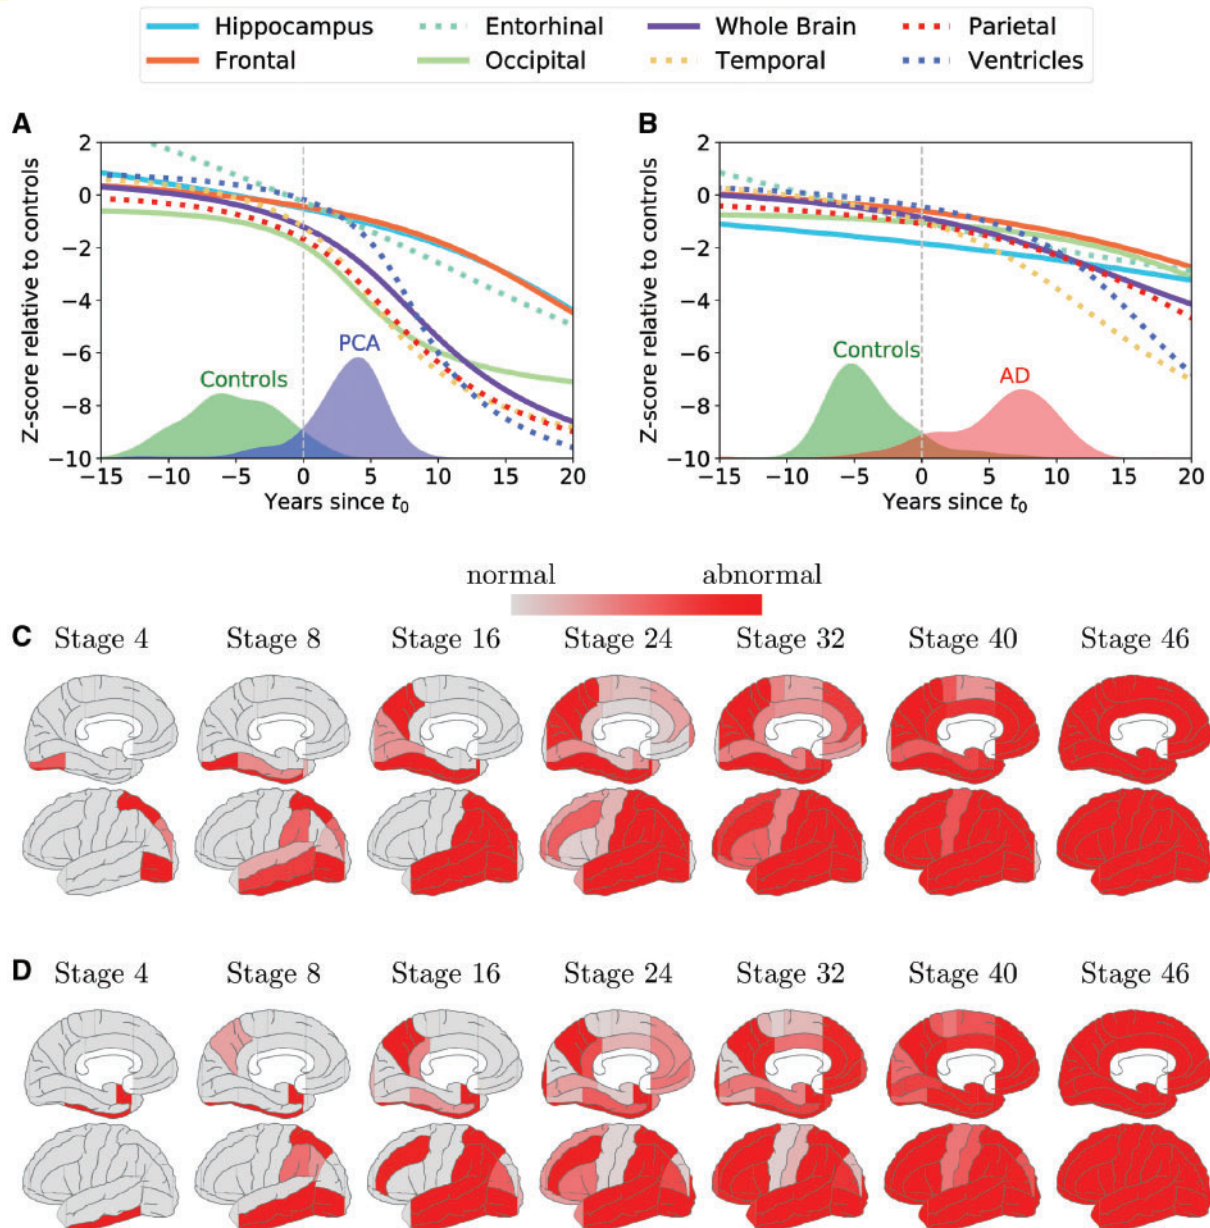 Hippocampus Entorhinal Whole Brain Parietal
Frontal Occipital Temporal Ventricles
A
B
Z-score relative to controls
2
0
−2
−4
−6
−8
−10
Controls
PCA
−15 −10 −5 0 5 10 15 20
Years since t0
Z-score relative to controls
2
0
−2
−4
−6
−8
−10
Controls
AD
−15 −10 −5 0 5 10 15 20
Years since t0
normal abnormal
C Stage 4 Stage 8 Stage 16 Stage 24 Stage 32 Stage 40 Stage 46
D Stage 4 Stage 8 Stage 16 Stage 24 Stage 32 Stage 40 Stage 46